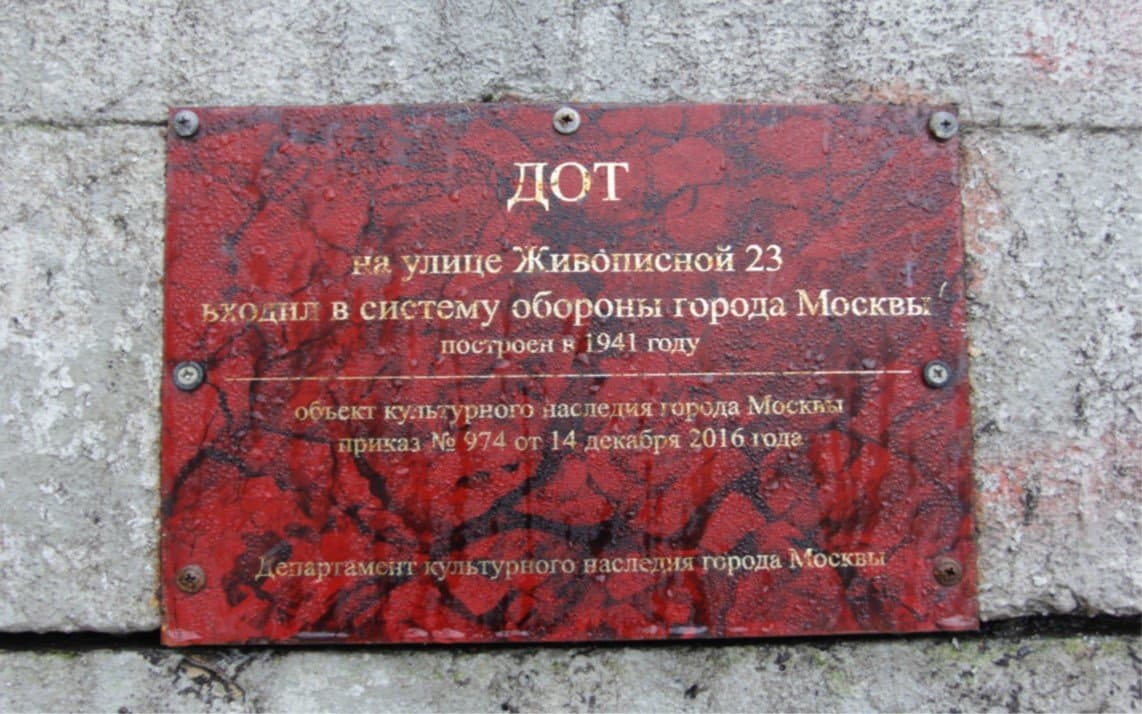 ДОТ
на улице Живописной 23
входил в систему обороны города Москвы
построен в 1941 году
объект культурного наследия города Москвы
приказ № 974 от 14 декабря 2016 года
Департамент культурного наследия города Москвы